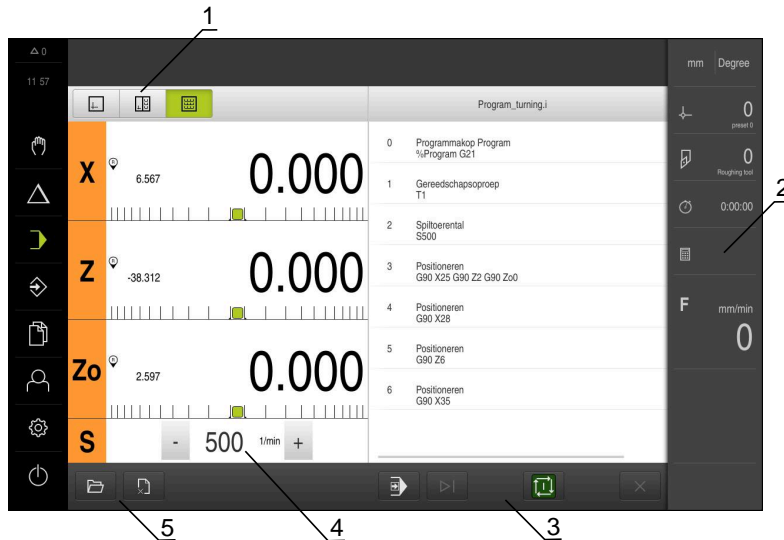 1
0
11 57
mm Degree
Program_turning.i
0
preset 0
0
Roughing tool
2
0:00:00
F mm/min
0
X R 6.567 0.000
Z R -38.312 0.000
Zo R 2.597 0.000
S - 500 1/min +
0 Programmakop Program
%Program G21
1 Gereedschapsoproep
T1
2 Spiltoerental
S500
3 Positioneren
G90 X25 G90 Z2 G90 Zo0
4 Positioneren
G90 X28
5 Positioneren
G90 Z6
6 Positioneren
G90 X35
5
4
3